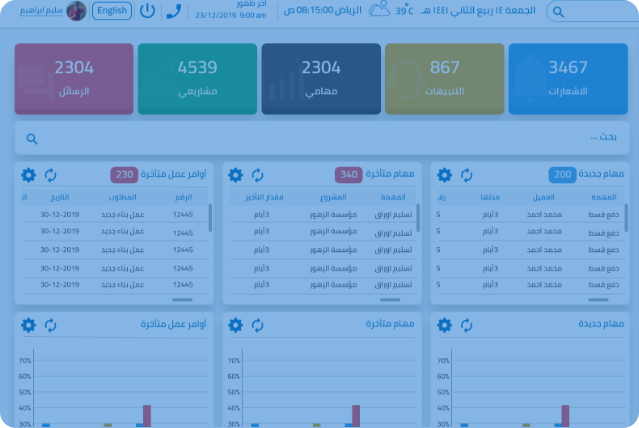 الجمعة ١٤ ربيع الثاني ١٤٤١ هـ 39°C الرياض 08:15:00 ص
آخر ظهور
23/12/2019 9:00 am
English
سليم ابراهيم
3467 867 2304 4539 2304
الاشعارات التنبيهات مهامي مشاريعي الرسائل
بحث ...
مهام جديدة 200
المهمة العميل مدتها رقم
دفع قسط محمد احمد 3أيام 5
دفع قسط محمد احمد 3أيام 5
دفع قسط محمد احمد 3أيام 5
دفع قسط محمد احمد 3أيام 5
دفع قسط محمد احمد 3أيام 5
مهام متأخرة 340
المهمة المشروع مقدار التأخير
تسليم اوراق مؤسسة الزهور 3أيام
تسليم اوراق مؤسسة الزهور 3أيام
تسليم اوراق مؤسسة الزهور 3أيام
تسليم اوراق مؤسسة الزهور 3أيام
تسليم اوراق مؤسسة الزهور 3أيام
أوامر عمل متأخرة 230
الرقم المطلوب التاريخ ال
12445 عمل بناء جديد 30-12-2019
12445 عمل بناء جديد 30-12-2019
12445 عمل بناء جديد 30-12-2019
12445 عمل بناء جديد 30-12-2019
12445 عمل بناء جديد 30-12-2019
مهام جديدة
70%
60%
50%
40%
30%
مهام متأخرة
70%
60%
50%
40%
30%
أوامر عمل متأخرة
70%
60%
50%
40%
30%